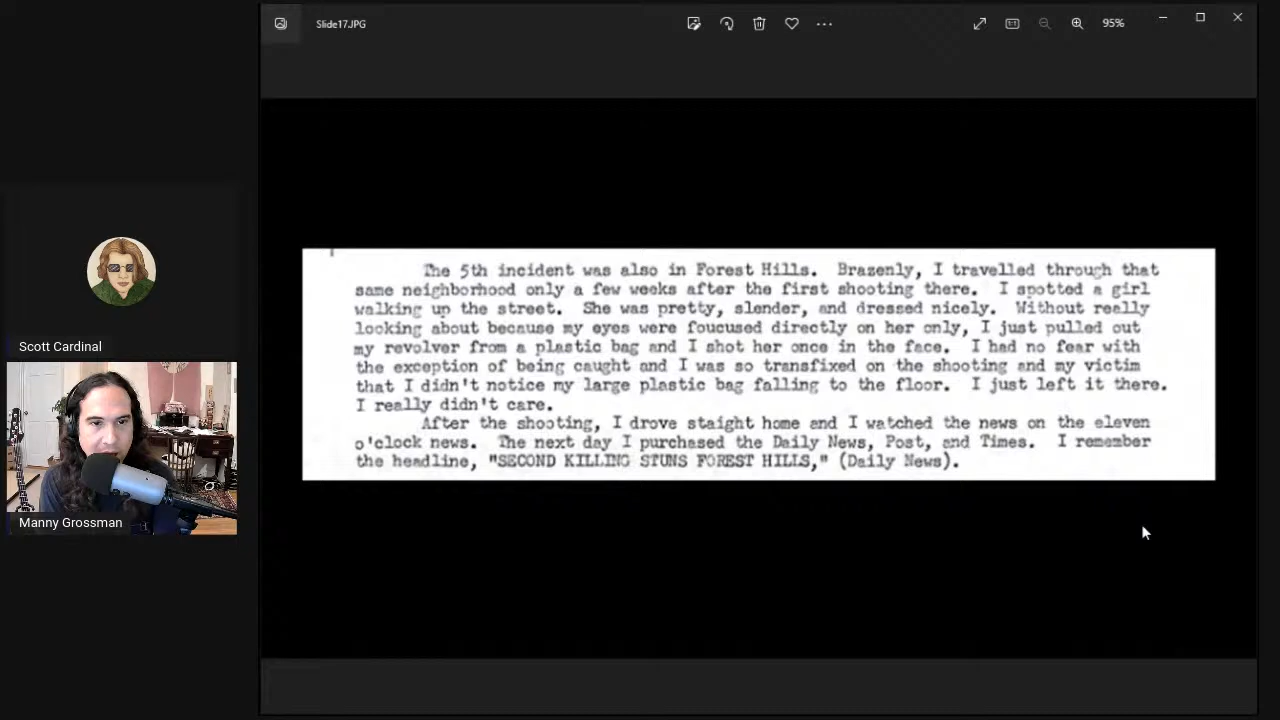 Slide17.JPG
95%
The 5th incident was also in Forest Hills. Brazenly, I travelled through that
same neighborhood only a few weeks after the first shooting there. I spotted a girl
walking up the street. She was pretty, slender, and dressed nicely. Without really
looking about because my eyes were foucused directly on her only, I just pulled out
my revolver from a plastic bag and I shot her once in the face. I had no fear with
the exception of being caught and I was so transfixed on the shooting and my victim
that I didn't notice my large plastic bag falling to the floor. I just left it there.
I really didn't care.
After the shooting, I drove staight home and I watched the news on the eleven
o'clock news. The next day I purchased the Daily News, Post, and Times. I remember
the headline, "SECOND KILLING STUNS FOREST HILLS," (Daily News).
Scott Cardinal
Manny Grossman